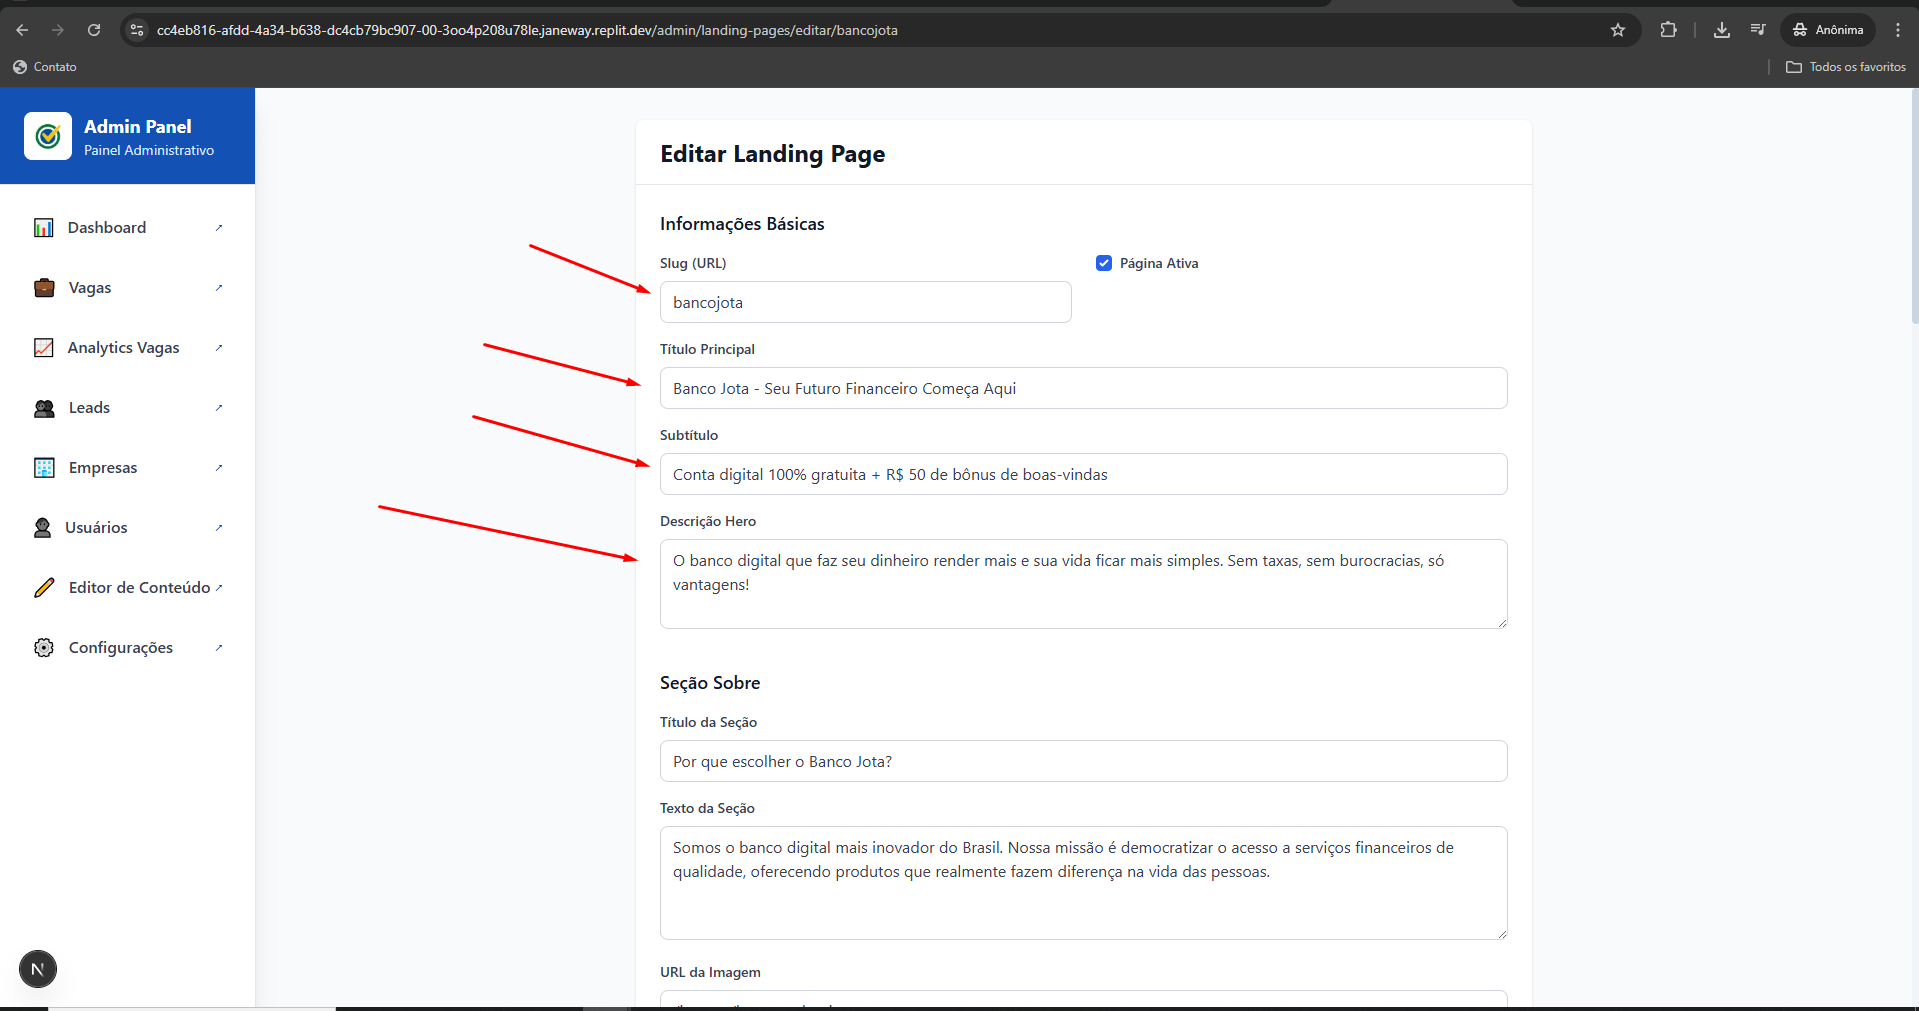 cc4eb816-afdd-4a34-b638-dc4cb79bc907-00-3oo4p208u78le.janeway.replit.dev/admin/landing-pages/editar/bancojota
Anônima
Contato
Todos os favoritos
Admin Panel
Painel Administrativo
Dashboard
Vagas
Analytics Vagas
Leads
Empresas
Usuários
Editor de Conteúdo
Configurações
N
Editar Landing Page
Informações Básicas
Slug (URL)
Página Ativa
bancojota
Título Principal
Banco Jota - Seu Futuro Financeiro Começa Aqui
Subtítulo
Conta digital 100% gratuita + R$ 50 de bônus de boas-vindas
Descrição Hero
O banco digital que faz seu dinheiro render mais e sua vida ficar mais simples. Sem taxas, sem burocracias, só
vantagens!
Seção Sobre
Título da Seção
Por que escolher o Banco Jota?
Texto da Seção
Somos o banco digital mais inovador do Brasil. Nossa missão é democratizar o acesso a serviços financeiros de
qualidade, oferecendo produtos que realmente fazem diferença na vida das pessoas.
URL da Imagem